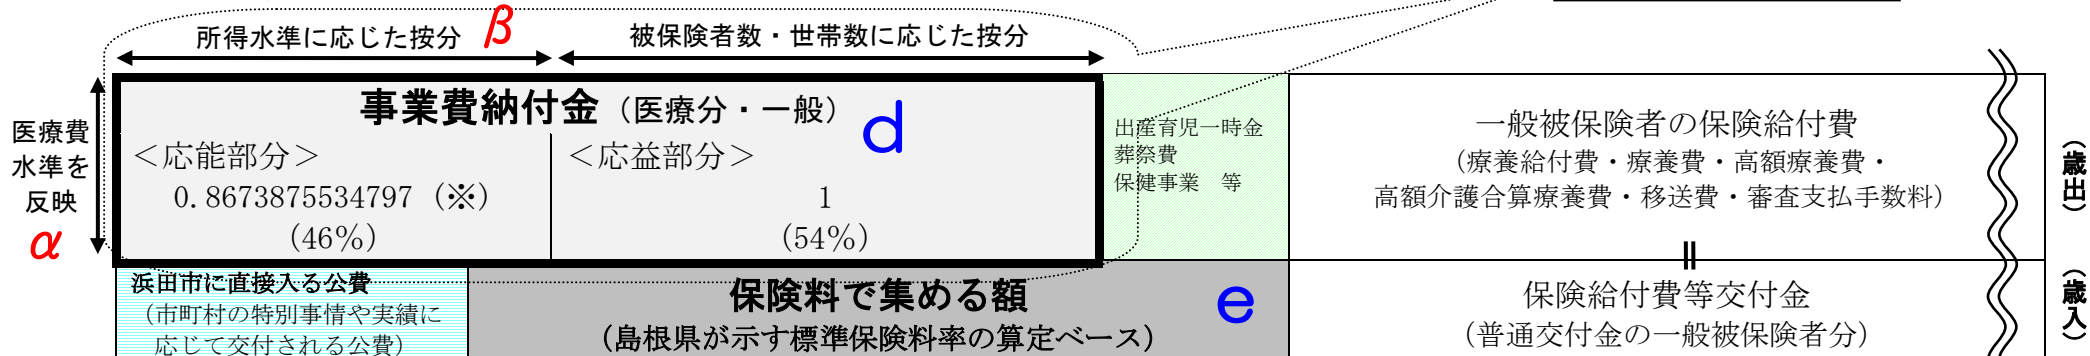 所得水準に応じた按分 β 被保険者数・世帯数に応じた按分
医療費
水準を
反映
α
事業費納付金(医療分・一般) d
<応能部分> <応益部分>
0.8673875534797 (※) 1
(46%) (54%)
出産育児一時金
葬祭費
保健事業 等
一般被保険者の保険給付費
(療養給付費・療養費・高額療養費・
高額介護合算療養費・移送費・審査支払手数料)
(歳出)
=
浜田市に直接入る公費
(市町村の特別事情や実績に
応じて交付される公費)
保険料で集める額 e
(島根県が示す標準保険料率の算定ベース)
保険給付費等交付金
(普通交付金の一般被保険者分)
(歳入)